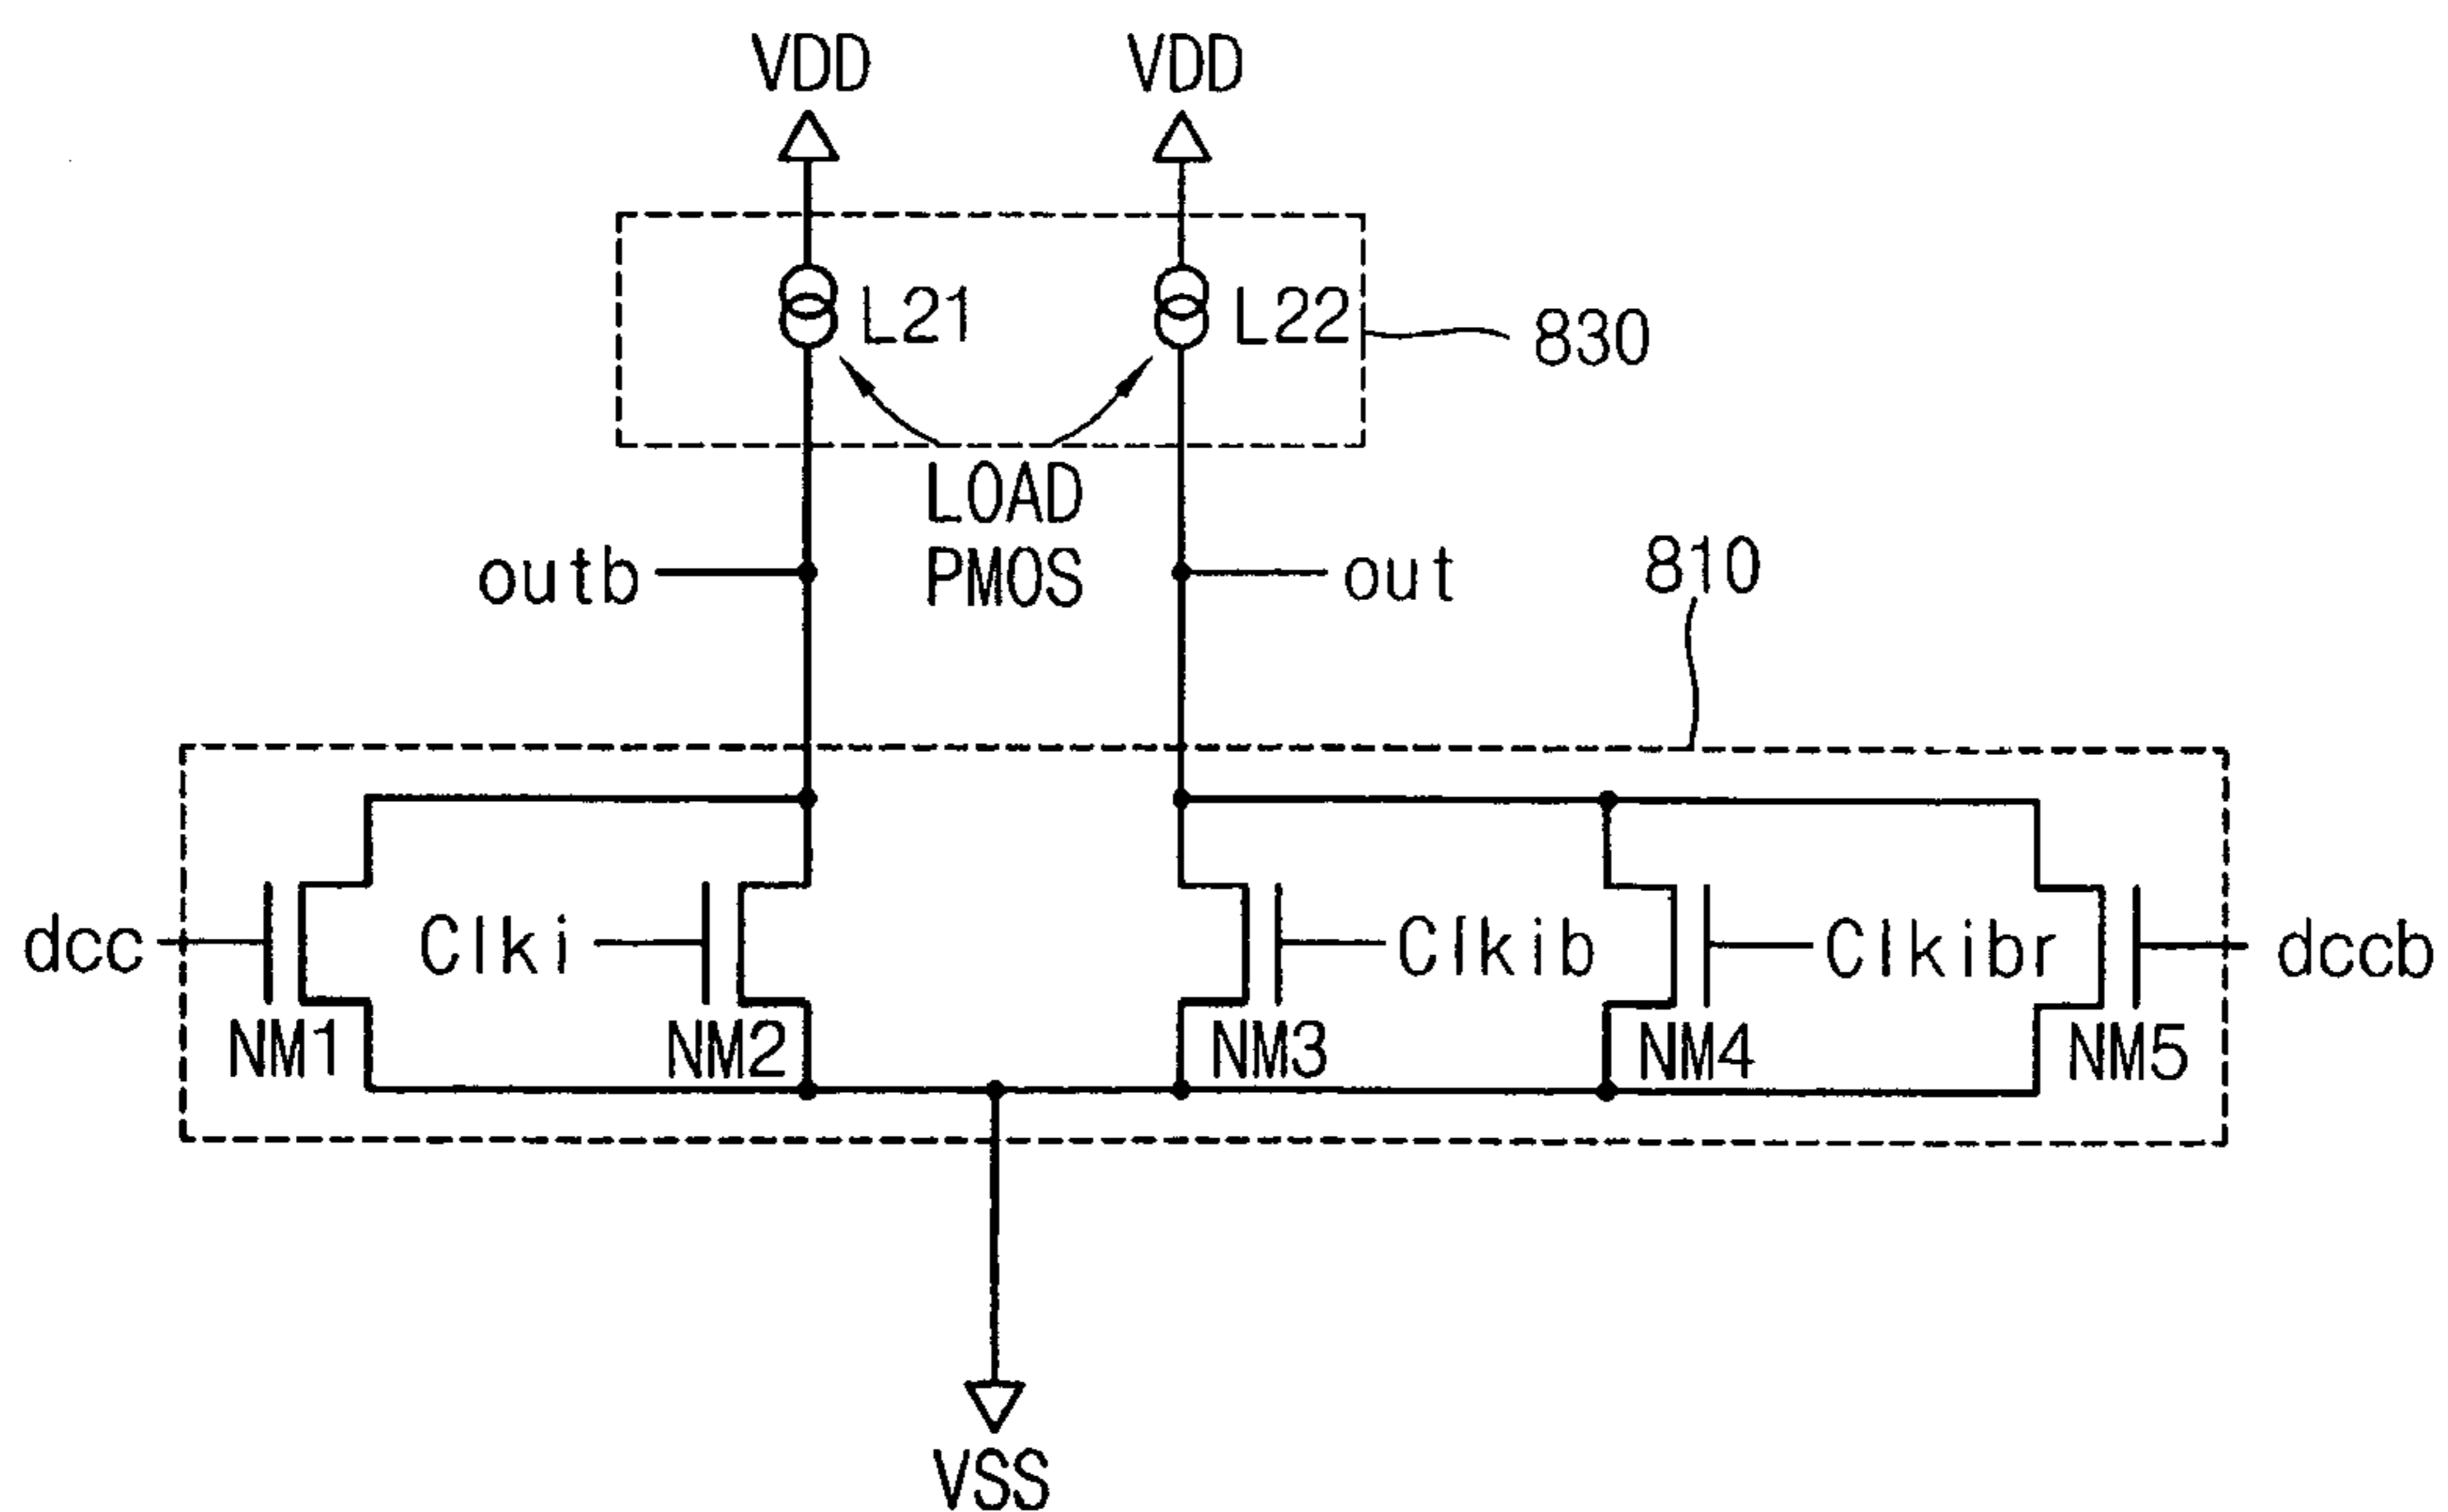 VDD
VDD
L21
L22
830
LOAD
PMOS
outb
out
810
dcc
Clki
Clkib
Clkibr
dccb
NM1
NM2
NM3
NM4
NM5
VSS